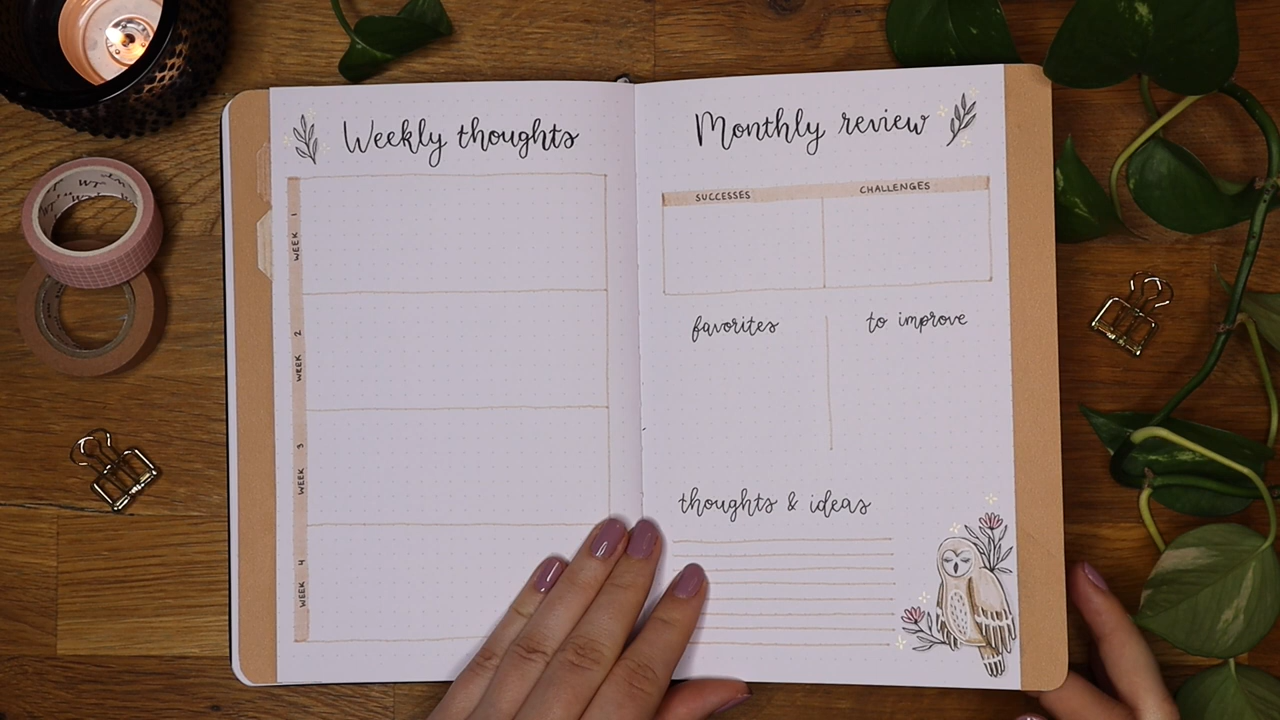 Weekly thoughts
WEEK 1
WEEK 2
WEEK 3
WEEK 4
Monthly review
SUCCESSES CHALLENGES
favorites to improve
thoughts & ideas